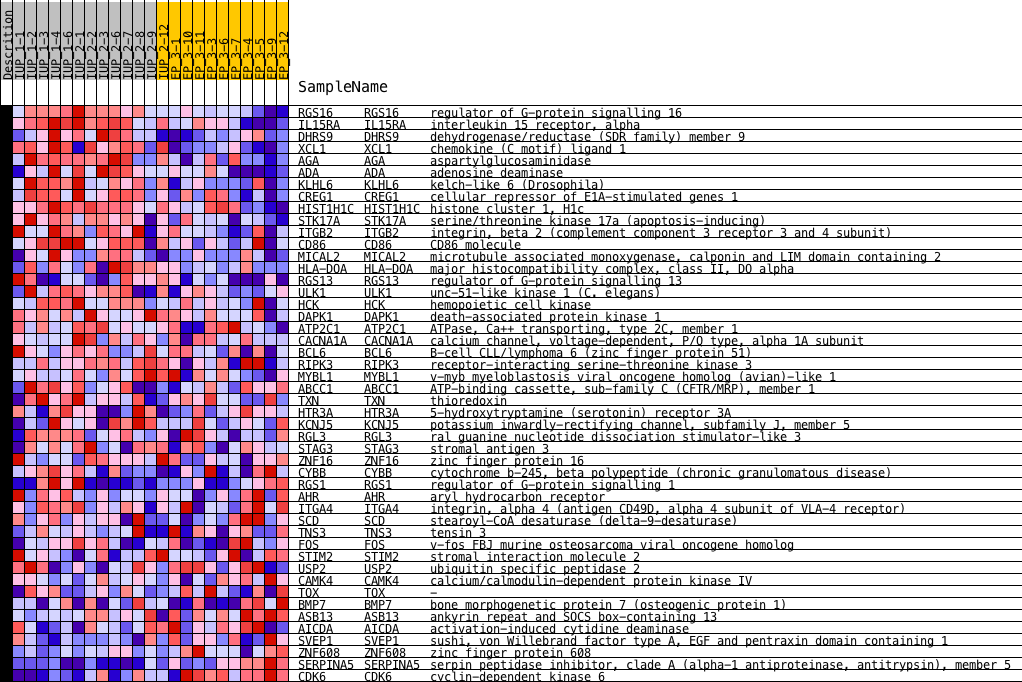 Descrition
IUP_1-1
IUP_1-2
IUP_1-3
IUP_1-4
IUP_1-6
IUP_2-1
IUP_2-2
IUP_2-3
IUP_2-6
IUP_2-7
IUP_2-8
IUP_2-9
IUP_2-12
EP_3-1
EP_3-10
EP_3-11
EP_3-3
EP_3-6
EP_3-7
EP_3-4
EP_3-5
EP_3-9
EP_3-12
SampleName
RGS16 RGS16 regulator of G-protein signalling 16
IL15RA IL15RA interleukin 15 receptor, alpha
DHRS9 DHRS9 dehydrogenase/reductase (SDR family) member 9
XCL1 XCL1 chemokine (C motif) ligand 1
AGA AGA aspartylglucosaminidase
ADA ADA adenosine deaminase
KLHL6 KLHL6 kelch-like 6 (Drosophila)
CREG1 CREG1 cellular repressor of E1A-stimulated genes 1
HIST1H1C HIST1H1C histone cluster 1, H1c
STK17A STK17A serine/threonine kinase 17a (apoptosis-inducing)
ITGB2 ITGB2 integrin, beta 2 (complement component 3 receptor 3 and 4 subunit)
CD86 CD86 CD86 molecule
MICAL2 MICAL2 microtubule associated monoxygenase, calponin and LIM domain containing 2
HLA-DOA HLA-DOA major histocompatibility complex, class II, DO alpha
RGS13 RGS13 regulator of G-protein signalling 13
ULK1 ULK1 unc-51-like kinase 1 (C. elegans)
HCK HCK hemopoietic cell kinase
DAPK1 DAPK1 death-associated protein kinase 1
ATP2C1 ATP2C1 ATPase, Ca++ transporting, type 2C, member 1
CACNA1A CACNA1A calcium channel, voltage-dependent, P/Q type, alpha 1A subunit
BCL6 BCL6 B-cell CLL/lymphoma 6 (zinc finger protein 51)
RIPK3 RIPK3 receptor-interacting serine-threonine kinase 3
MYBL1 MYBL1 v-myb myeloblastosis viral oncogene homolog (avian)-like 1
ABCC1 ABCC1 ATP-binding cassette, sub-family C (CFTR/MRP), member 1
TXN TXN thioredoxin
HTR3A HTR3A 5-hydroxytryptamine (serotonin) receptor 3A
KCNJ5 KCNJ5 potassium inwardly-rectifying channel, subfamily J, member 5
RGL3 RGL3 ral guanine nucleotide dissociation stimulator-like 3
STAG3 STAG3 stromal antigen 3
ZNF16 ZNF16 zinc finger protein 16
CYBB CYBB cytochrome b-245, beta polypeptide (chronic granulomatous disease)
RGS1 RGS1 regulator of G-protein signalling 1
AHR AHR aryl hydrocarbon receptor
ITGA4 ITGA4 integrin, alpha 4 (antigen CD49D, alpha 4 subunit of VLA-4 receptor)
SCD SCD stearoyl-CoA desaturase (delta-9-desaturase)
TNS3 TNS3 tensin 3
FOS FOS v-fos FBJ murine osteosarcoma viral oncogene homolog
STIM2 STIM2 stromal interaction molecule 2
USP2 USP2 ubiquitin specific peptidase 2
CAMK4 CAMK4 calcium/calmodulin-dependent protein kinase IV
TOX TOX -
BMP7 BMP7 bone morphogenetic protein 7 (osteogenic protein 1)
ASB13 ASB13 ankyrin repeat and SOCS box-containing 13
AICDA AICDA activation-induced cytidine deaminase
SVEP1 SVEP1 sushi, von Willebrand factor type A, EGF and pentraxin domain containing 1
ZNF608 ZNF608 zinc finger protein 608
SERPINA5 SERPINA5 serpin peptidase inhibitor, clade A (alpha-1 antiproteinase, antitrypsin), member 5
CDK6 CDK6 cyclin-dependent kinase 6